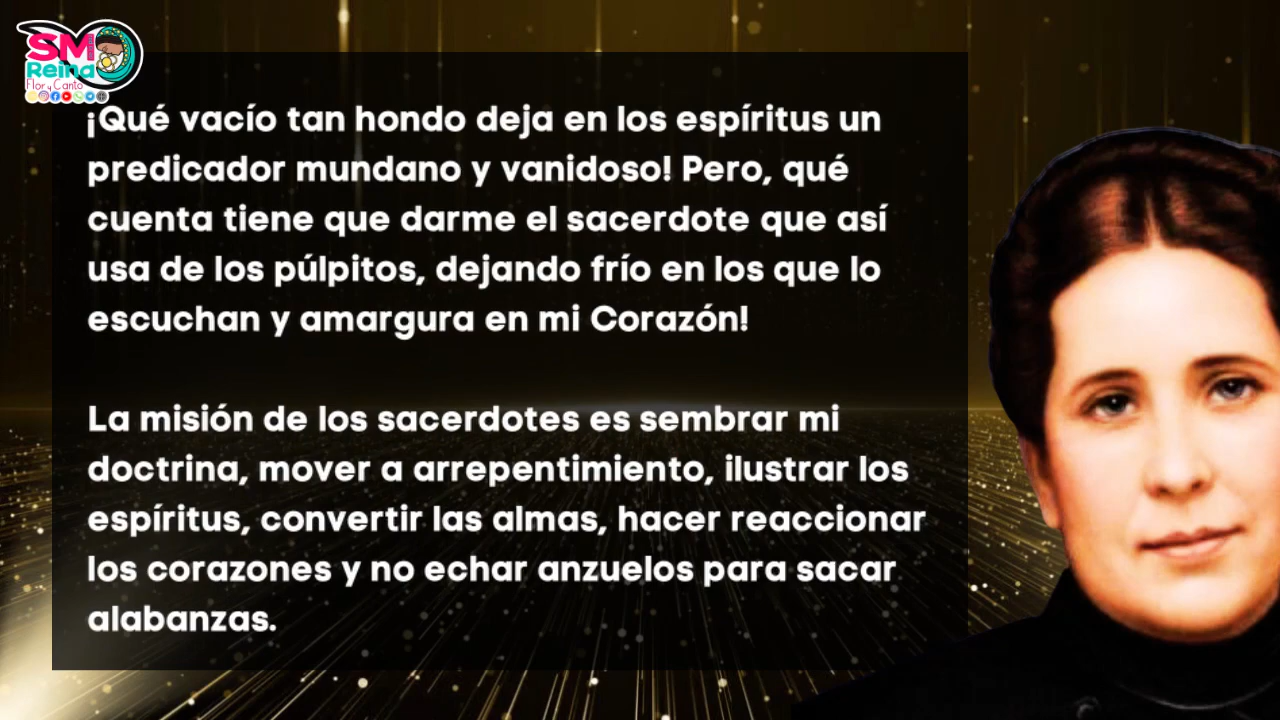 SM
Reina
Flor y Canto
¡Qué vacío tan hondo deja en los espíritus un
predicador mundano y vanidoso! Pero, qué
cuenta tiene que darme el sacerdote que así
usa de los púlpitos, dejando frío en los que lo
escuchan y amargura en mi Corazón!
La misión de los sacerdotes es sembrar mi
doctrina, mover a arrepentimiento, ilustrar los
espíritus, convertir las almas, hacer reaccionar
los corazones y no echar anzuelos para sacar
alabanzas.